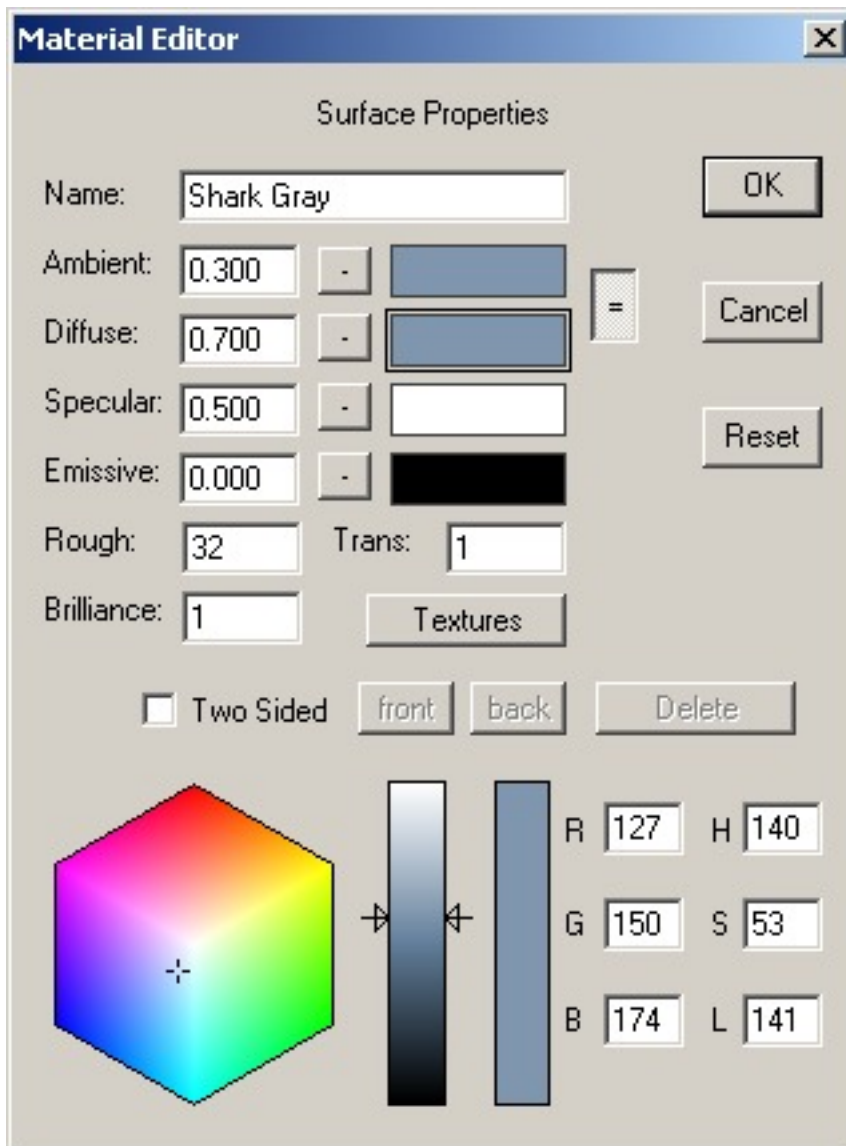 Material Editor
Surface Properties
Name: Shark Gray OK
Ambient: 0.300 - =
Diffuse: 0.700 - Cancel
Specular: 0.500 -
Reset
Emissive: 0.000 -
Rough: 32 Trans: 1
Brilliance: 1 Textures
Two Sided front back Delete
R 127 H 140
G 150 S 53
B 174 L 141